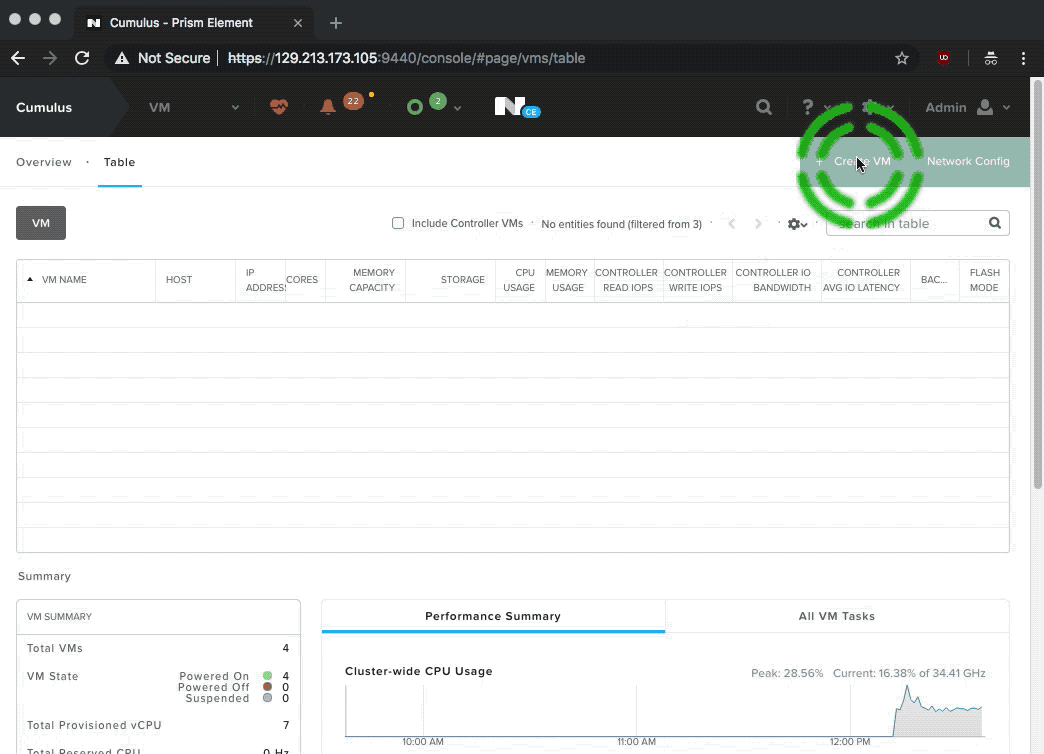 Cumulus - Prism Element
Not Secure https://129.213.173.105:9440/console/#page/vms/table
Cumulus VM 22 2 N CE ? Admin
Overview · Table + Create VM Network Config
VM Include Controller VMs · No entities found (filtered from 3) · search in table
VM NAME HOST IP ADDRES CORES MEMORY CAPACITY STORAGE CPU USAGE MEMORY USAGE CONTROLLER READ IOPS CONTROLLER WRITE IOPS CONTROLLER IO BANDWIDTH CONTROLLER AVG IO LATENCY BAC... FLASH MODE
Summary
VM SUMMARY
Total VMs 4
VM State Powered On 4
Powered Off 0
Suspended 0
Total Provisioned vCPU 7
Total Reserved CPU 0 Hz
Performance Summary All VM Tasks
Cluster-wide CPU Usage Peak: 28.56% Current: 16.38% of 34.41 GHz
10:00 AM 11:00 AM 12:00 PM